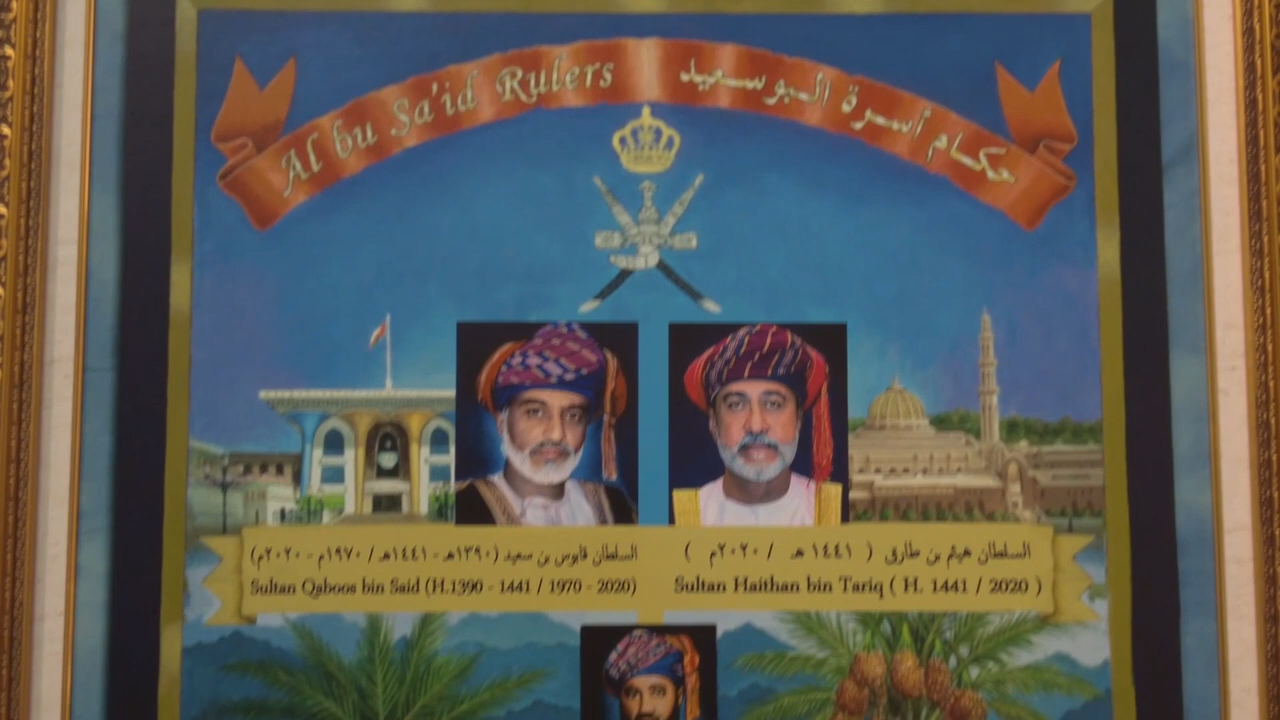 Al bu Sa'id Rulers
حكام أسرة البوسعيد
السلطان قابوس بن سعيد (١٣٩٠هـ - ١٤٤١هـ / ١٩٧٠م - ٢٠٢٠م)
Sultan Qaboos bin Said (H.1390 - 1441 / 1970 - 2020)
السلطان هيثم بن طارق ( ١٤٤١ هـ / ٢٠٢٠م )
Sultan Haithan bin Tariq ( H. 1441 / 2020 )